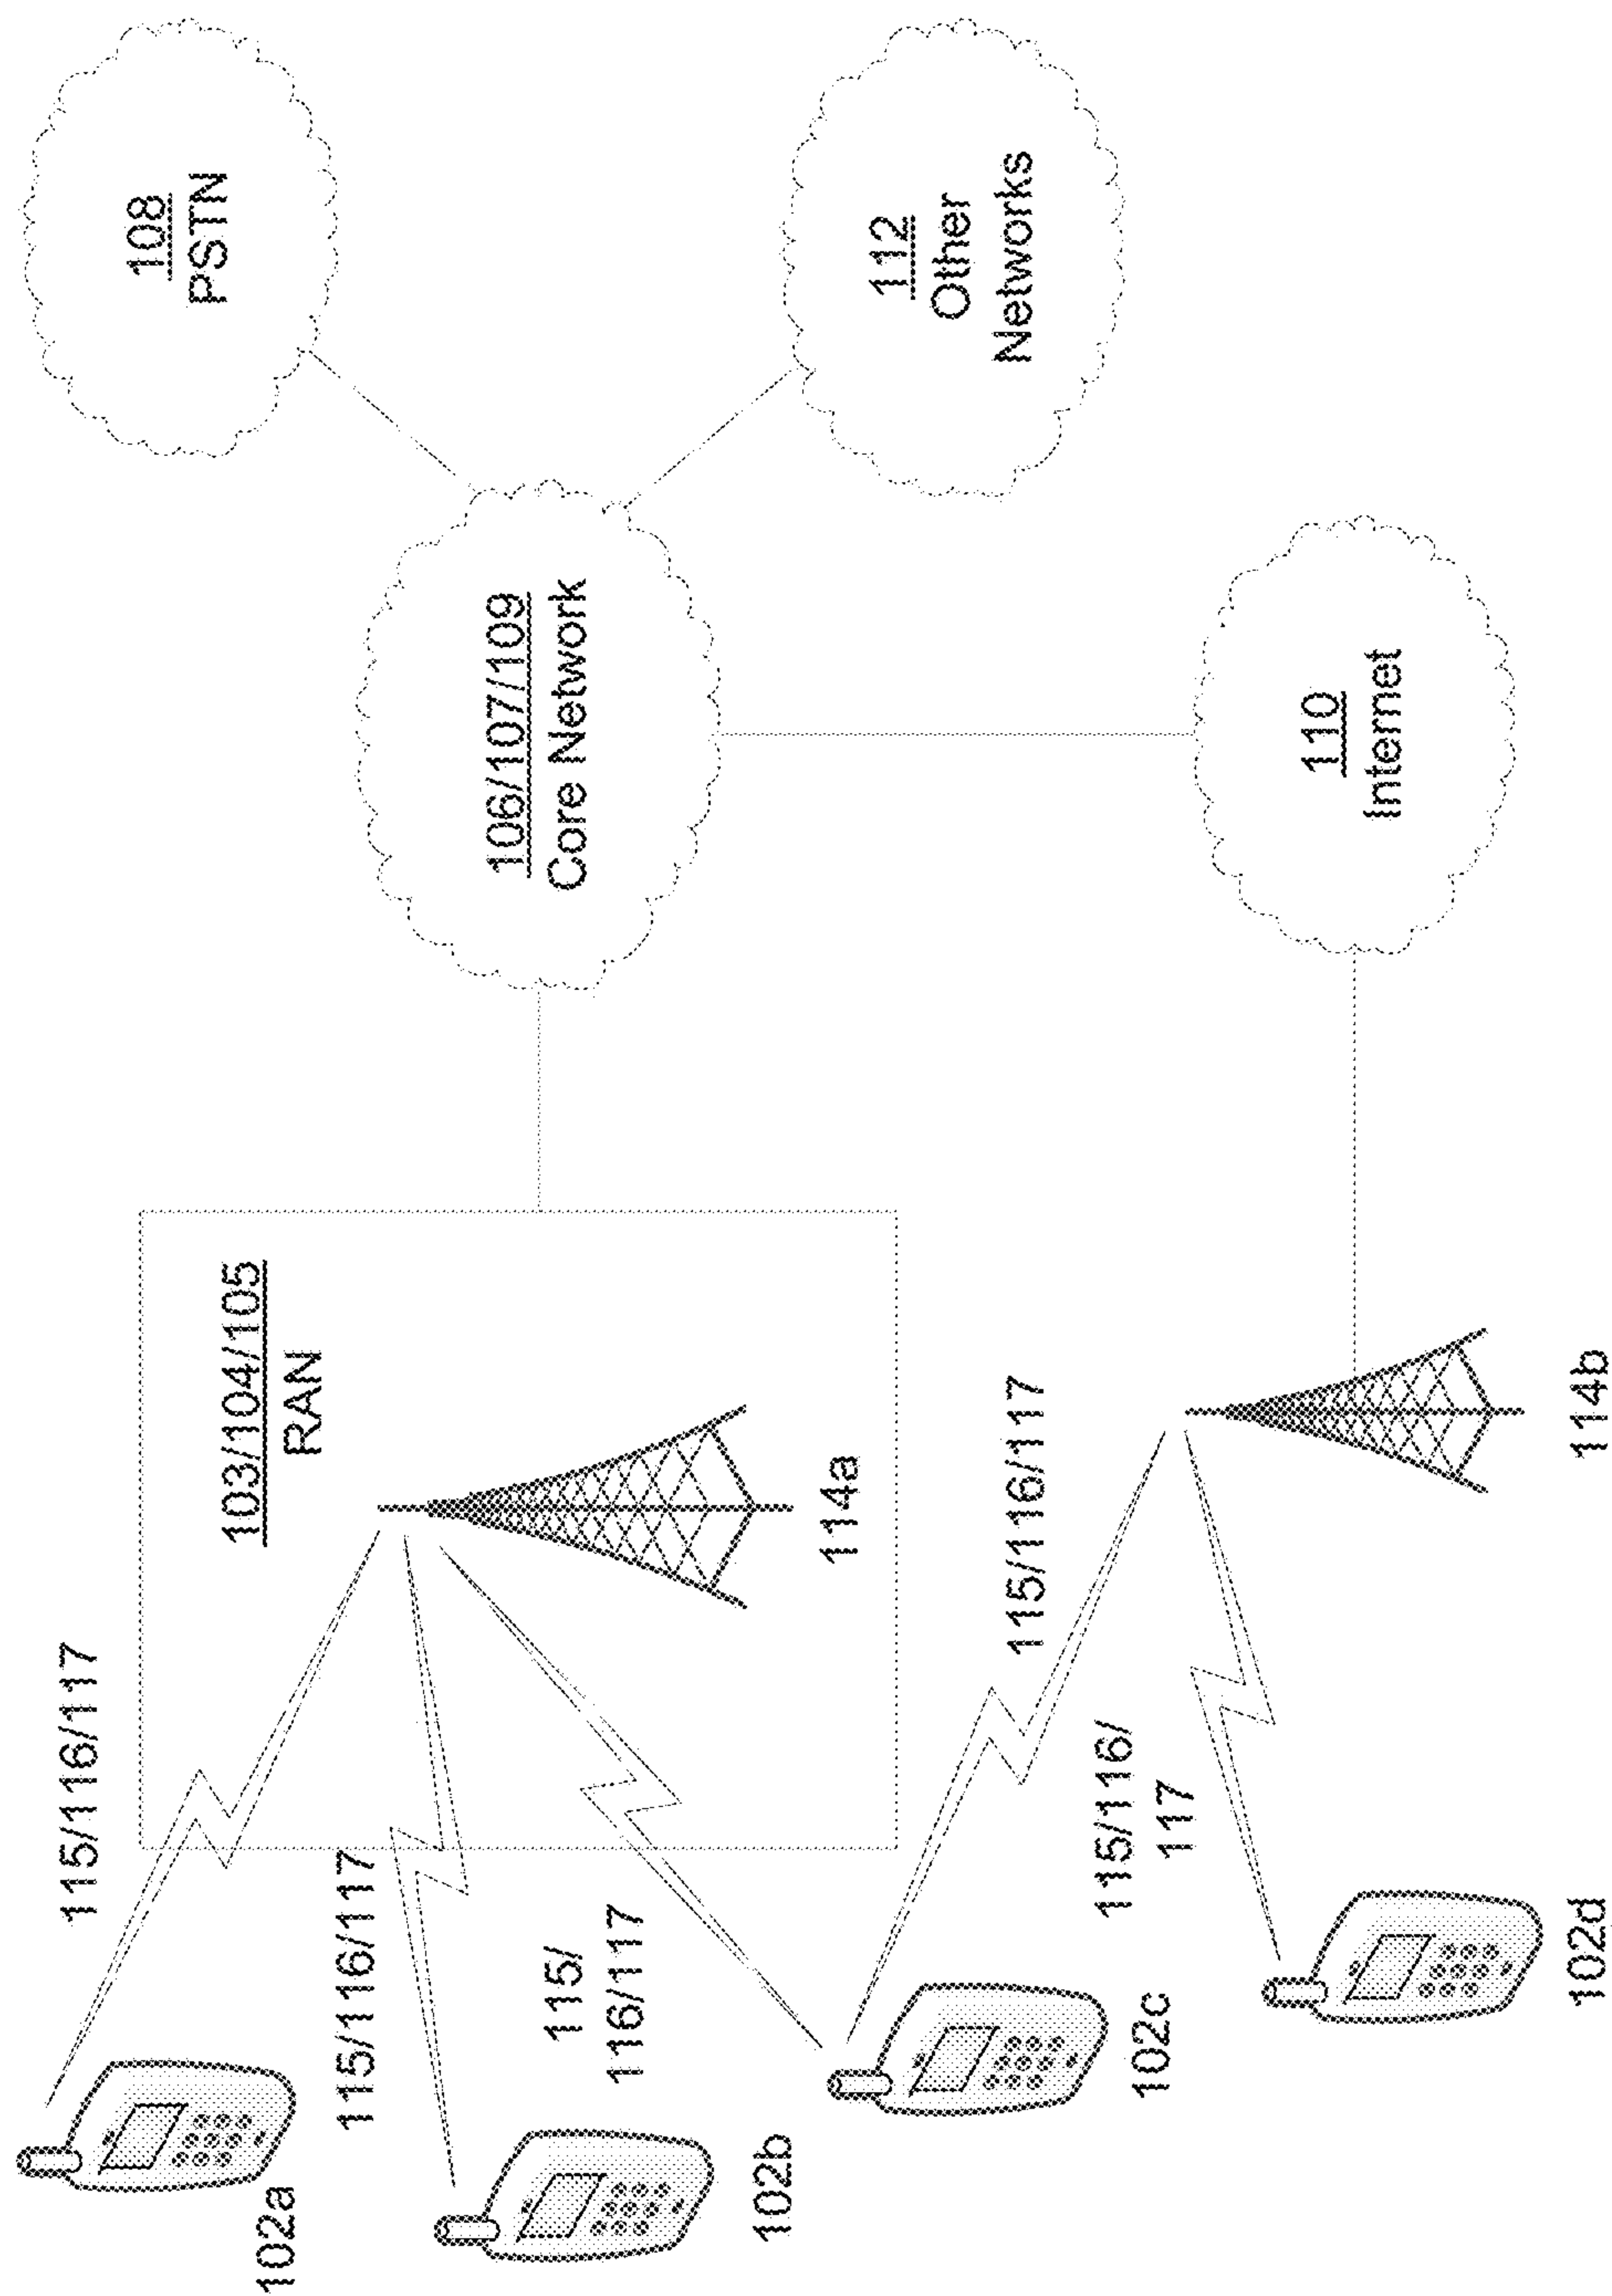 115/116/117
103/104/105
RAN
108
PSTN
102a
115/116/117
106/107/109
Core Network
102b
115/
116/117
114a
112
Other
Networks
102c
115/116/117
115/116/
117
110
Internet
102d
114b